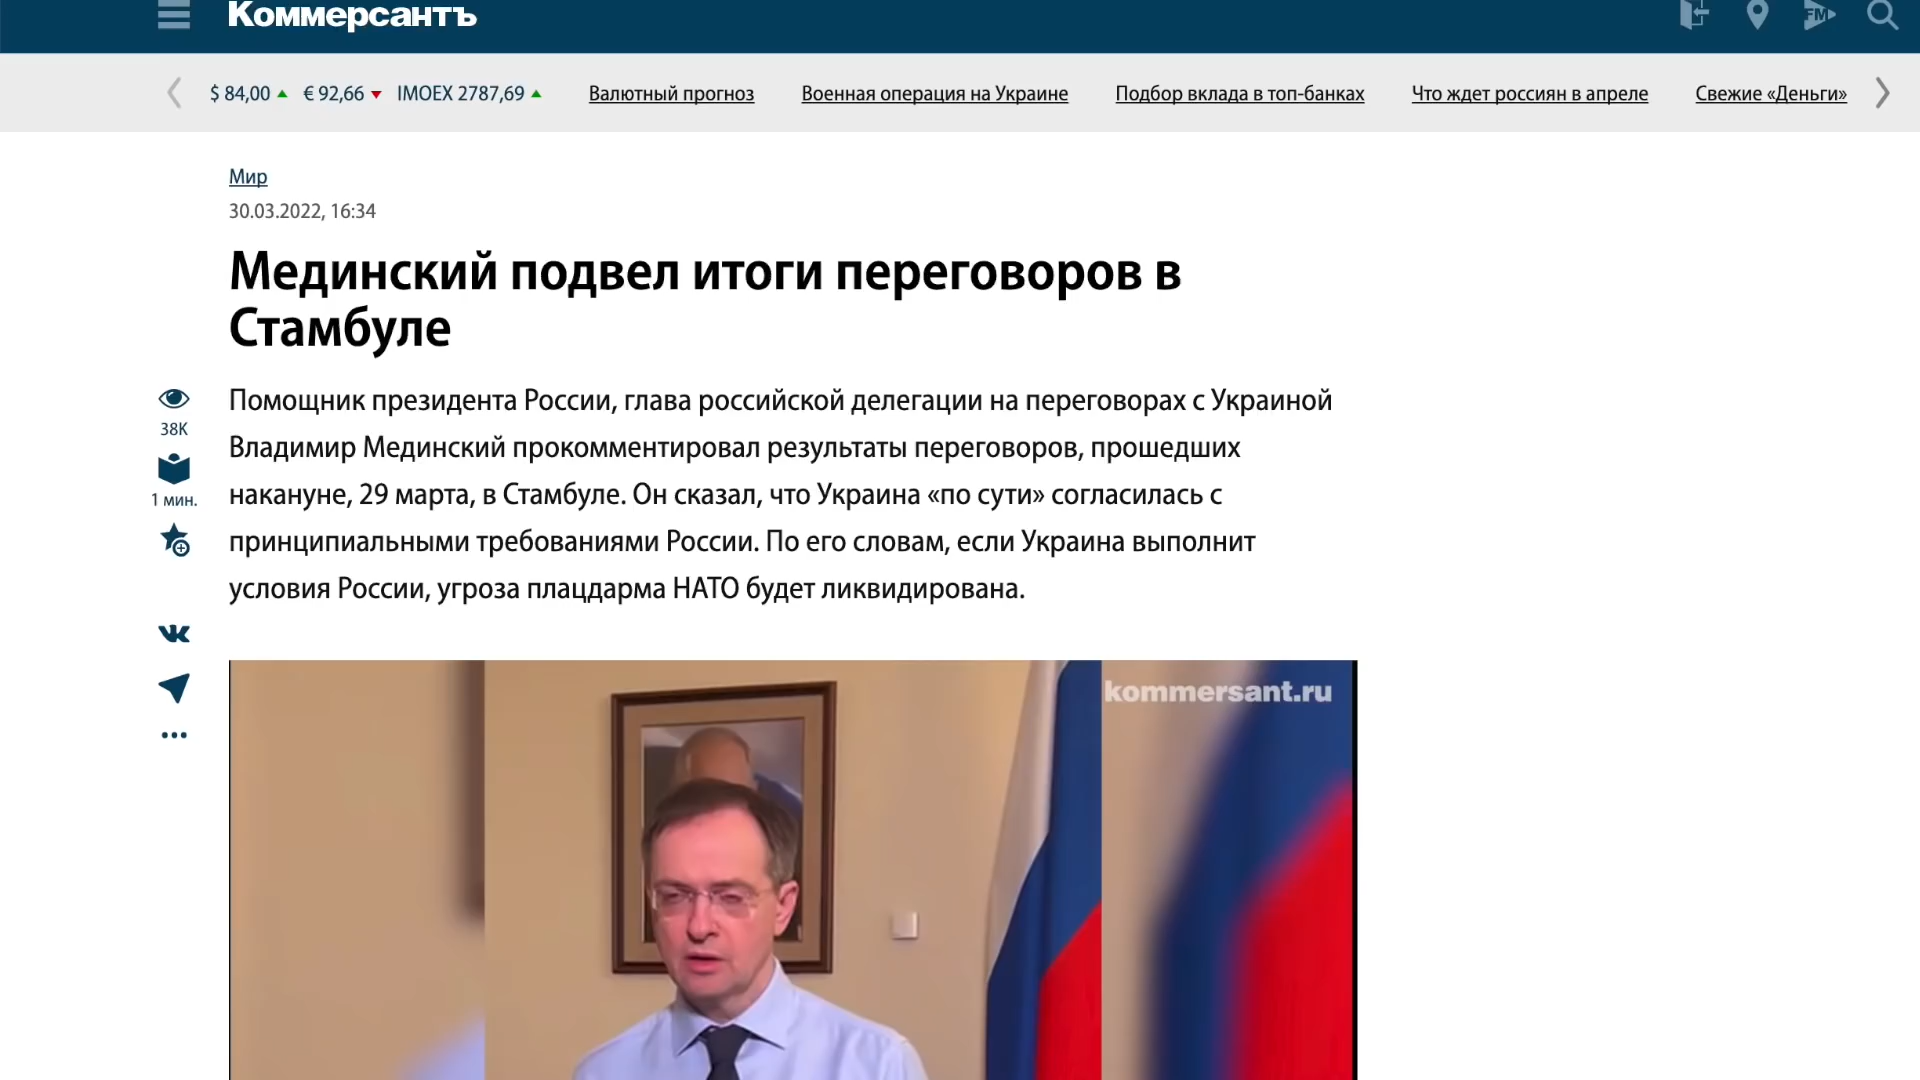 Коммерсантъ
FM
$ 84,00 € 92,66 IMOEX 2787,69 Валютный прогноз Военная операция на Украине Подбор вклада в топ-банках Что ждет россиян в апреле Свежие «Деньги»
Мир
30.03.2022, 16:34
Мединский подвел итоги переговоров в
Стамбуле
Помощник президента России, глава российской делегации на переговорах с Украиной
Владимир Мединский прокомментировал результаты переговоров, прошедших
накануне, 29 марта, в Стамбуле. Он сказал, что Украина «по сути» согласилась с
принципиальными требованиями России. По его словам, если Украина выполнит
условия России, угроза плацдарма НАТО будет ликвидирована.
38K
1 мин.
kommersant.ru